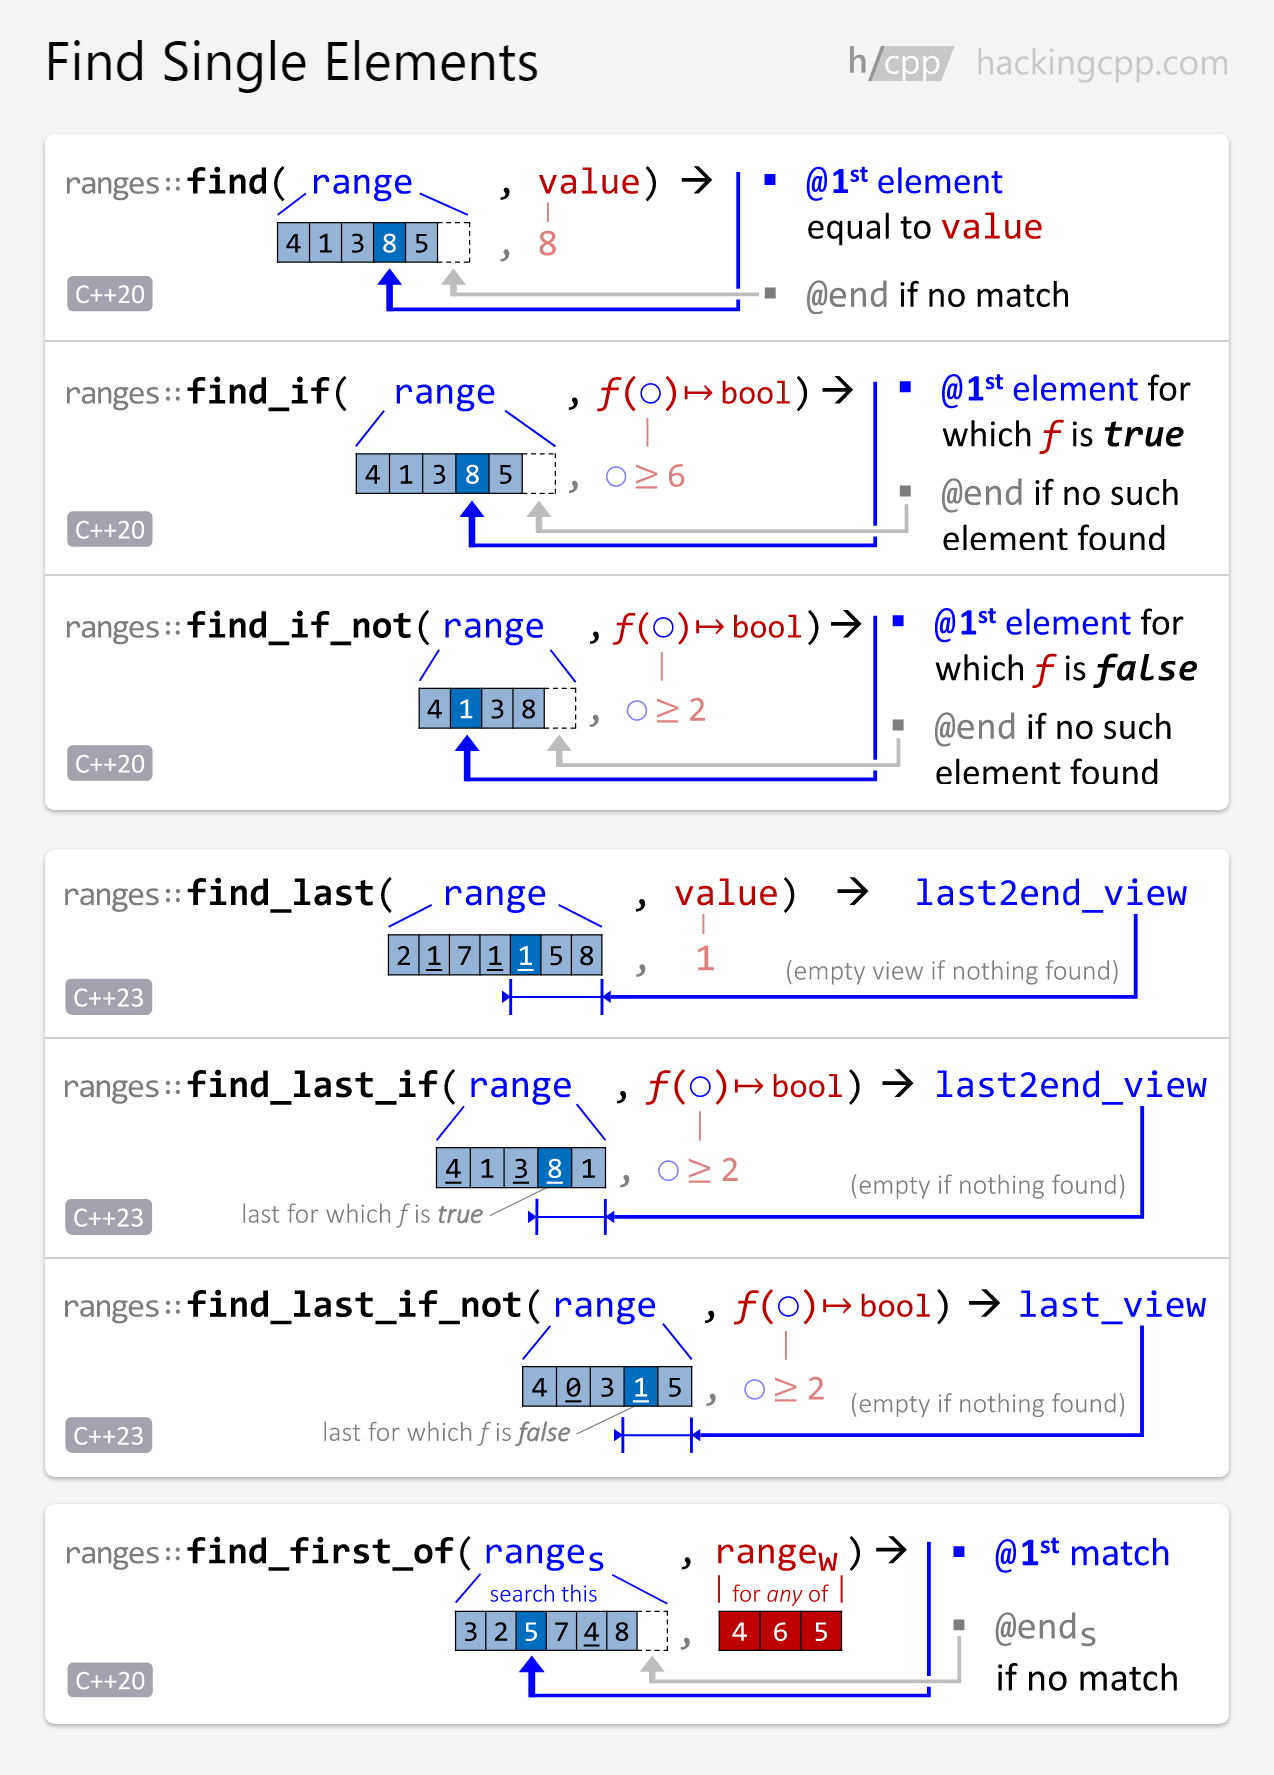 Find Single Elements
h/cpp hackingcpp.com
ranges::find( range , value) →
4 1 3 8 5 , 8
C++20
▪ @1st element
equal to value
▪ @end if no match
ranges::find_if( range , f(○)↦bool) →
4 1 3 8 5 , ○ ≥ 6
C++20
▪ @1st element for
which f is true
▪ @end if no such
element found
ranges::find_if_not( range , f(○)↦bool) →
4 1 3 8 , ○ ≥ 2
C++20
▪ @1st element for
which f is false
▪ @end if no such
element found
ranges::find_last( range , value) → last2end_view
2 1 7 1 1 5 8 , 1
(empty view if nothing found)
C++23
ranges::find_last_if( range , f(○)↦bool) → last2end_view
4 1 3 8 1 , ○ ≥ 2
(empty if nothing found)
last for which f is true
C++23
ranges::find_last_if_not( range , f(○)↦bool) → last_view
4 0 3 1 5 , ○ ≥ 2
(empty if nothing found)
last for which f is false
C++23
ranges::find_first_of( rangeS , rangeW ) →
search this for any of
3 2 5 7 4 8 , 4 6 5
C++20
▪ @1st match
▪ @endS
if no match